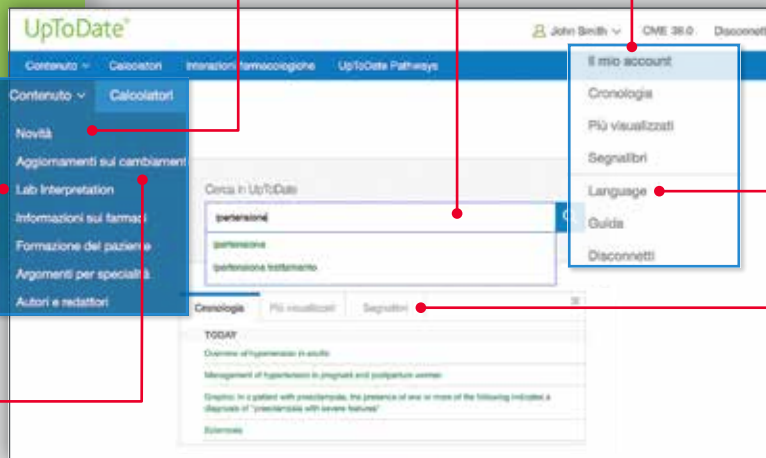 UpToDate®
John Smith CME 38.0 Disconnetti
Contenuto Calcolatori Interazioni farmacologiche UpToDate Pathways
Contenuto Calcolatori
Novità
Aggiornamenti sui cambiament
Lab Interpretation
Informazioni sui farmaci
Formazione del paziente
Argomenti per specialità
Autori e redattori
Il mio account
Cronologia
Più visualizzati
Segnalibri
Language
Guida
Disconnetti
Cerca in UpToDate
ipertensione
ipertensione
ipertensione trattamento
Cronologia Più visualizzati Segnalibri
TODAY
Overview of hypertension in adults
Management of hypertension in pregnant and postpartum women
Graphic: In a patient with preeclampsia, the presence of one or more of the following indicates a
diagnosis of "preeclampsia with severe features"
Eclampsia